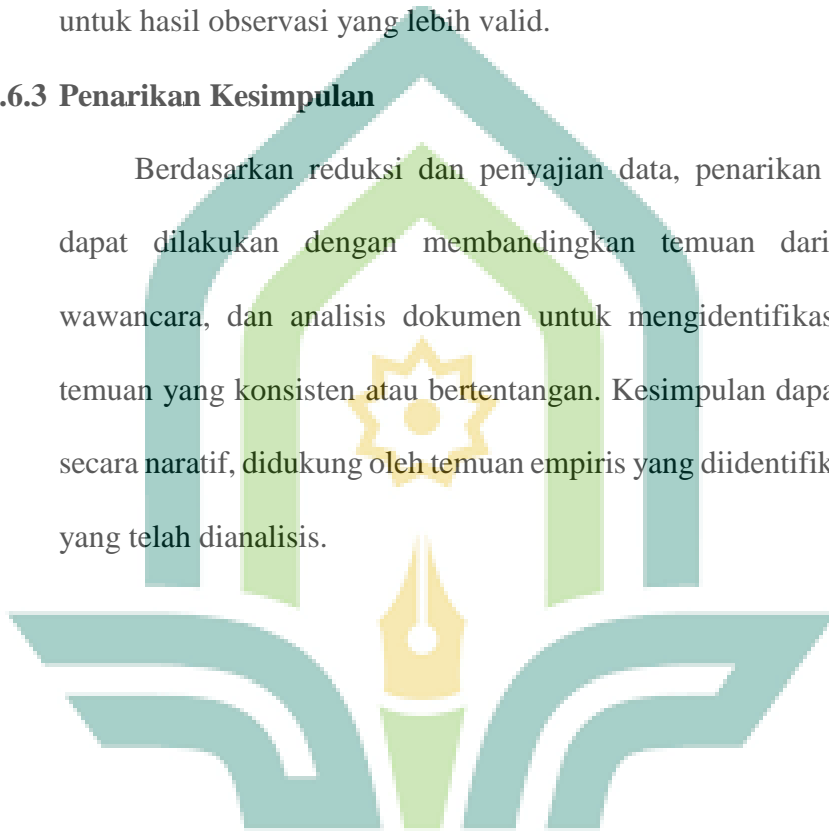 untuk hasil observasi yang lebih valid.
.6.3 Penarikan Kesimpulan
Berdasarkan reduksi dan penyajian data, penarikan
dapat dilakukan dengan membandingkan temuan dari
wawancara, dan analisis dokumen untuk mengidentifikas
temuan yang konsisten atau bertentangan. Kesimpulan dapa
secara naratif, didukung oleh temuan empiris yang diidentifik
yang telah dianalisis.